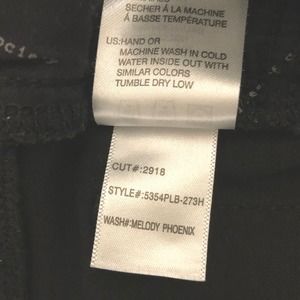 SÉCHER À LA MACHINE
À BASSE TEMPÉRATURE
US:HAND OR
MACHINE WASH IN COLD
WATER INSIDE OUT WITH
SIMILAR COLORS
TUMBLE DRY LOW
CUT#:2918
STYLE#:5354PLB-273H
WASH#:MELODY PHOENIX